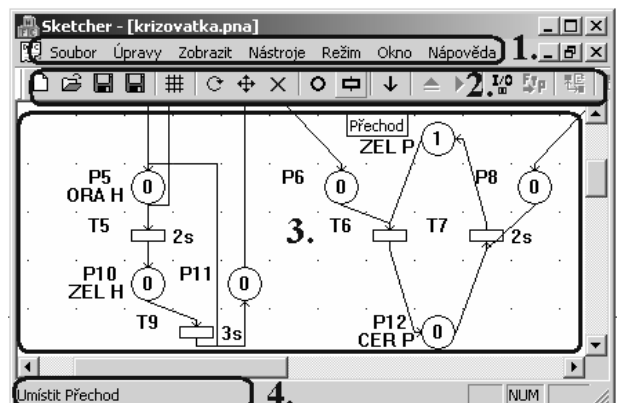 Sketcher - [krizovatka.pna]
Soubor Úpravy Zobrazit Nástroje Režim Okno Nápověda 1.
2. I/O
Přechod
P5 ORA H 0
P6 0
ZEL P 1
P8 0
T5 2s
3.
T6
T7 2s
P10 ZEL H 0
P11 0
T9 3s
P12 CER P 0
Umístit Přechod 4. NUM